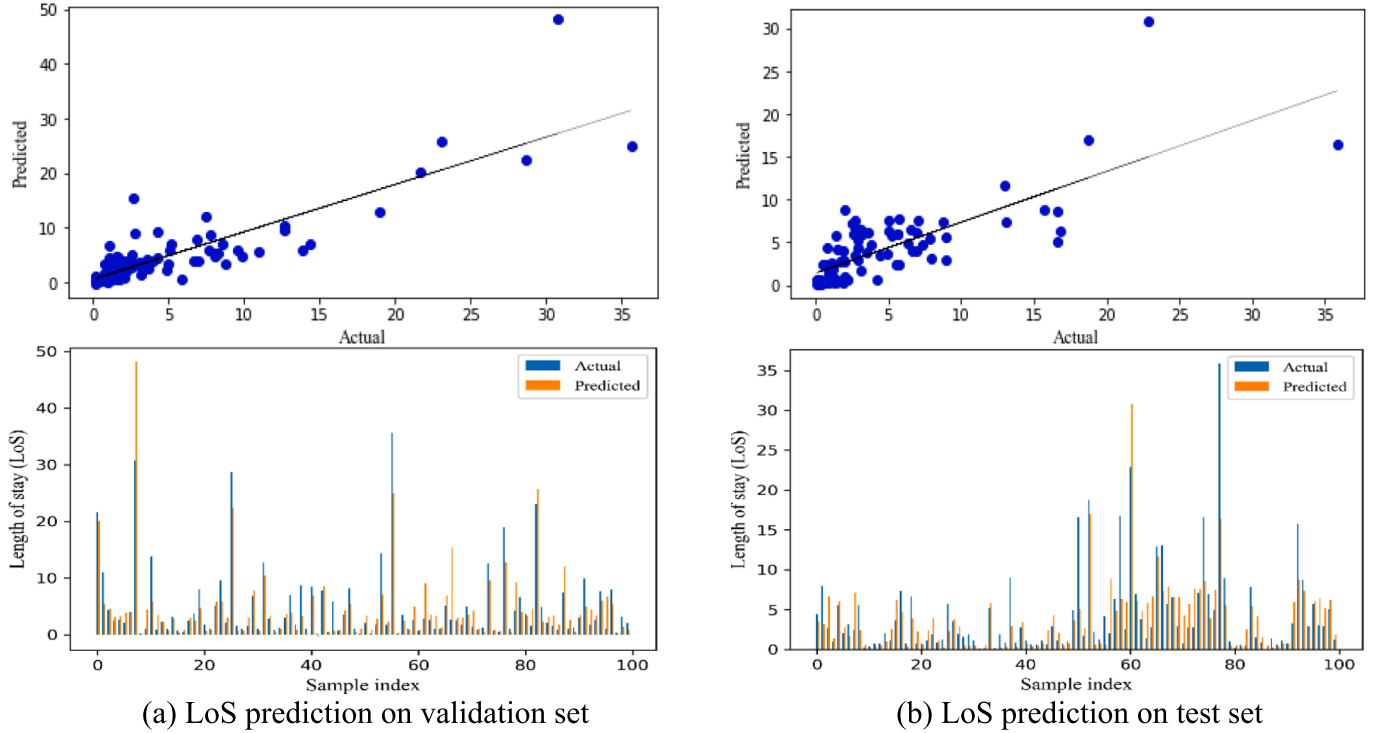 50
40
30
20
10
0
Predicted
0 5 10 15 20 25 30 35
Actual
30
25
20
15
10
5
0
Predicted
0 5 10 15 20 25 30 35
Actual
50
40
30
20
10
0
Length of stay (LoS)
Actual
Predicted
0 20 40 60 80 100
Sample index
35
30
25
20
15
10
5
0
Length of stay (LoS)
Actual
Predicted
0 20 40 60 80 100
Sample index
(a) LoS prediction on validation set
(b) LoS prediction on test set